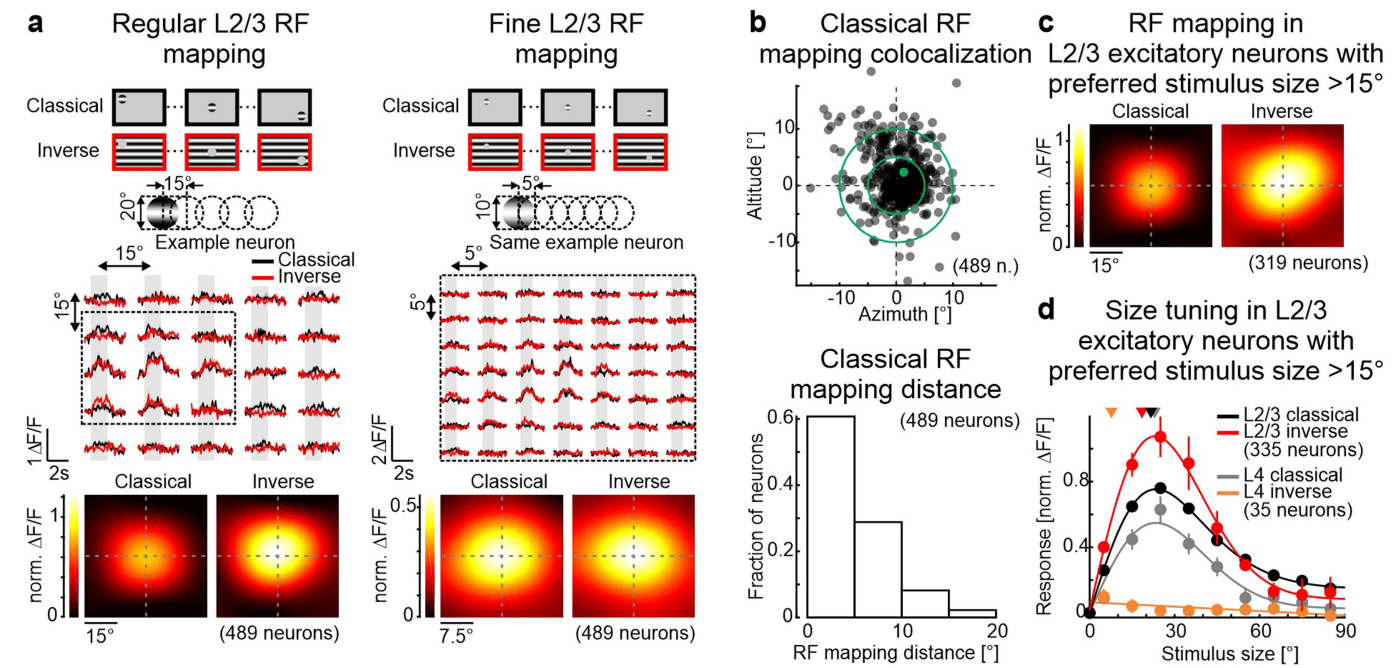 a
Regular L2/3 RF
mapping
Classical
Inverse
15°
20°
Example neuron
15°
Classical
Inverse
15°
1 ΔF/F
2s
Classical
Inverse
norm. ΔF/F
1
0
15°
(489 neurons)
Fine L2/3 RF
mapping
Classical
Inverse
5°
10°
Same example neuron
5°
5°
2 ΔF/F
2s
Classical
Inverse
norm. ΔF/F
0.5
0
7.5°
(489 neurons)
b
Classical RF
mapping colocalization
Altitude [°]
10
0
-10
(489 n.)
-10
0
10
Azimuth [°]
Classical RF
mapping distance
(489 neurons)
Fraction of neurons
0.6
0.4
0.2
0
0
10
20
RF mapping distance [°]
c
RF mapping in
L2/3 excitatory neurons with
preferred stimulus size >15°
Classical
Inverse
norm. ΔF/F
1
0
15°
(319 neurons)
d
Size tuning in L2/3
excitatory neurons with
preferred stimulus size >15°
L2/3 classical
L2/3 inverse
(335 neurons)
L4 classical
L4 inverse
(35 neurons)
Response [norm. ΔF/F]
0.8
0.4
0
0
30
60
90
Stimulus size [°]